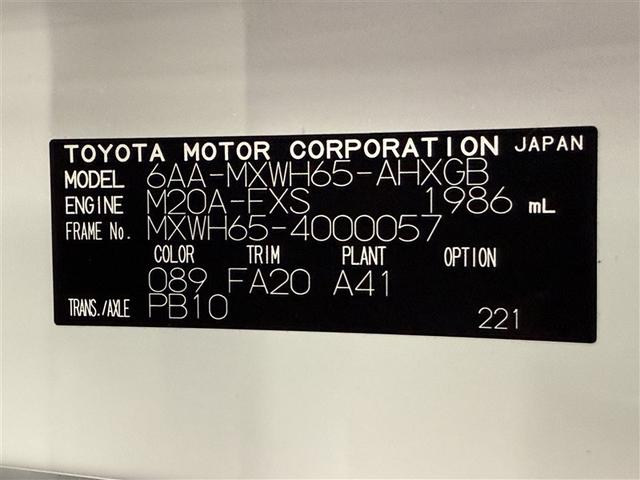 TOYOTA MOTOR CORPORATION JAPAN
MODEL 6AA-MXWH65-AHXGB
ENGINE M20A-FXS 1986 mL
FRAME No. MXWH65-4000057
COLOR TRIM PLANT OPTION
089 FA20 A41
TRANS./AXLE PB10 221